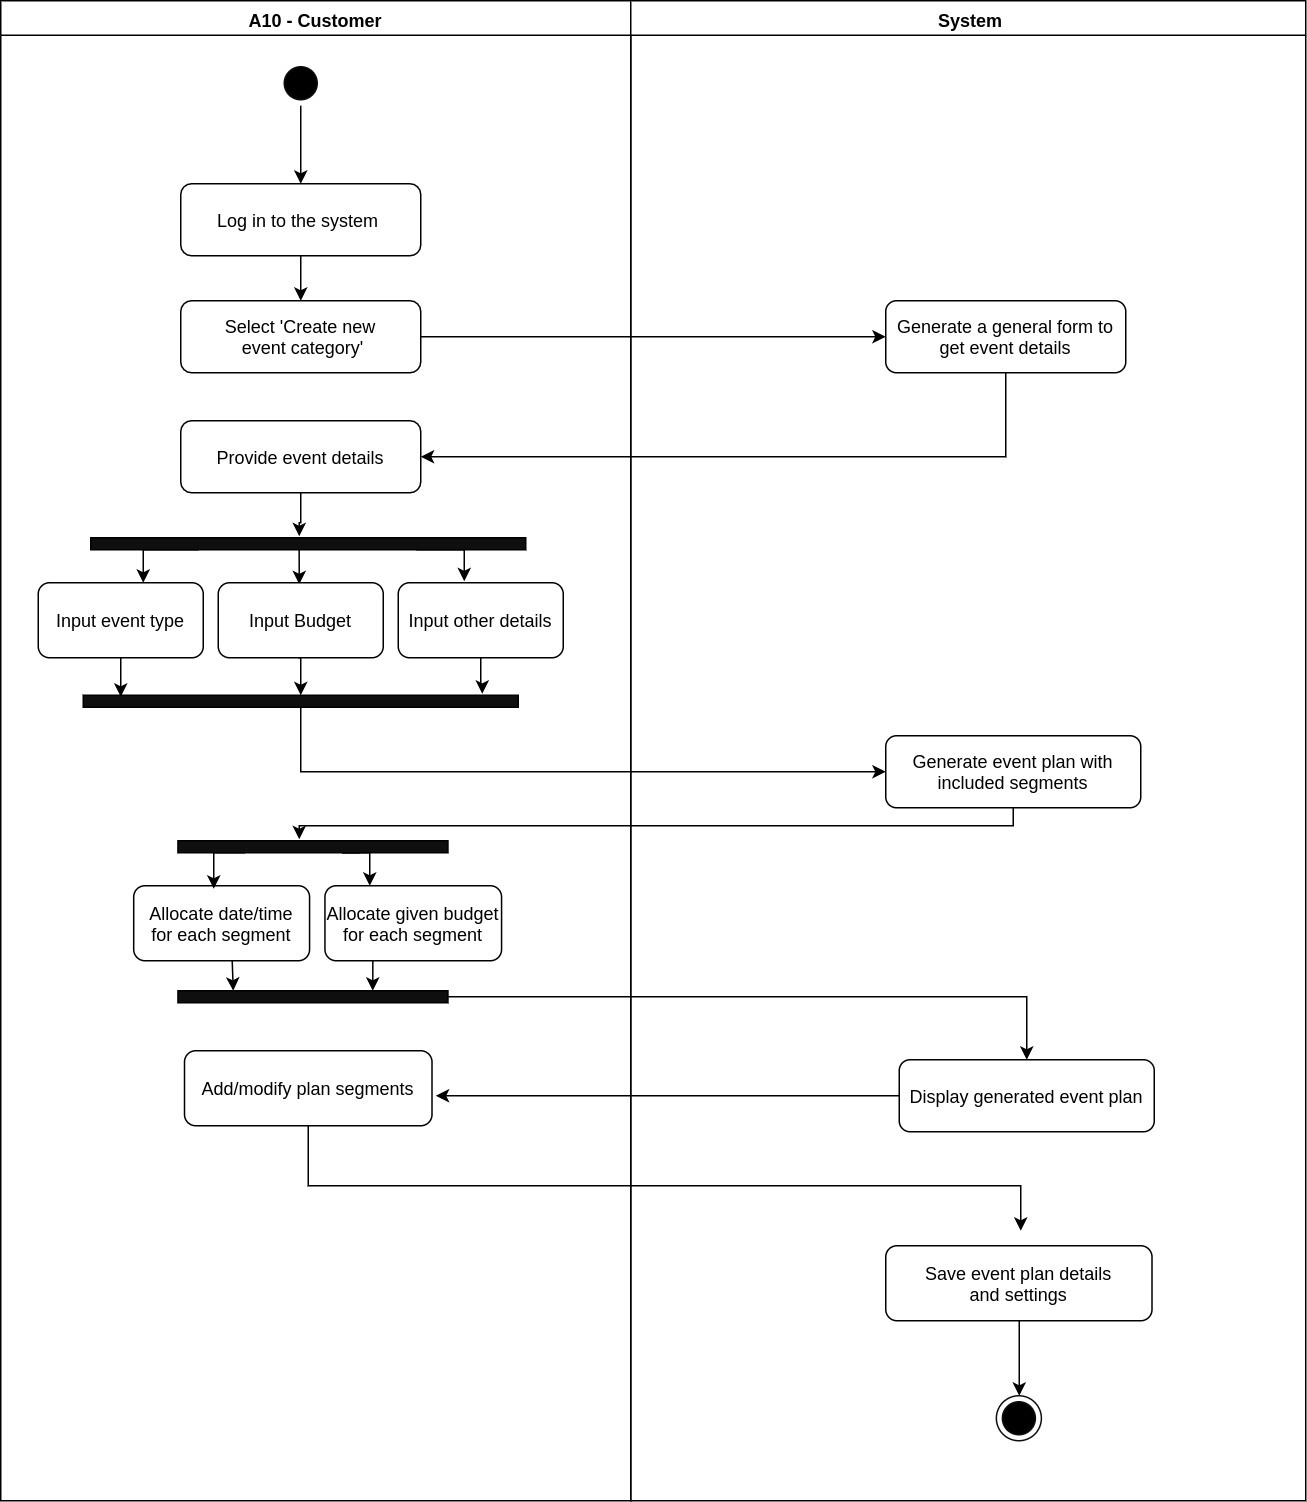 A10 - Customer
System
Log in to the system
Select 'Create new
event category'
Generate a general form to
get event details
Provide event details
Input event type
Input Budget
Input other details
Generate event plan with
included segments
Allocate date/time
for each segment
Allocate given budget
for each segment
Add/modify plan segments
Display generated event plan
Save event plan details
and settings